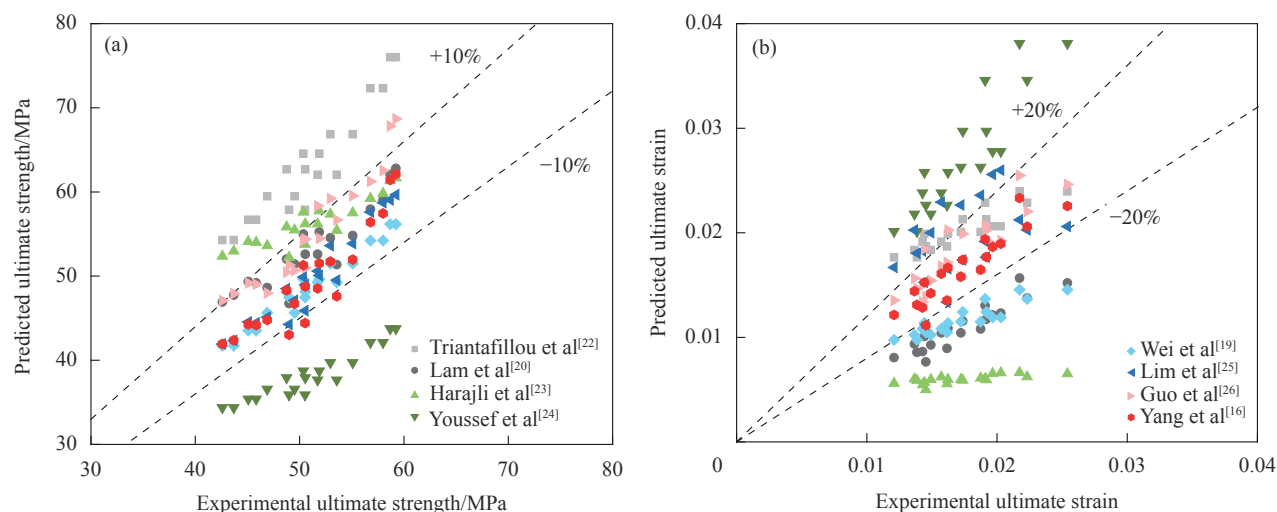 (a)
80
70
60
50
40
30
30
40
50
60
70
80
+10%
−10%
Predicted ultimate strength/MPa
Experimental ultimate strength/MPa
Triantafillou et al[22]
Lam et al[20]
Harajli et al[23]
Youssef et al[24]
(b)
0.04
0.03
0.02
0.01
0
0.01
0.02
0.03
0.04
+20%
−20%
Predicted ultimate strain
Experimental ultimate strain
Wei et al[19]
Lim et al[25]
Guo et al[26]
Yang et al[16]